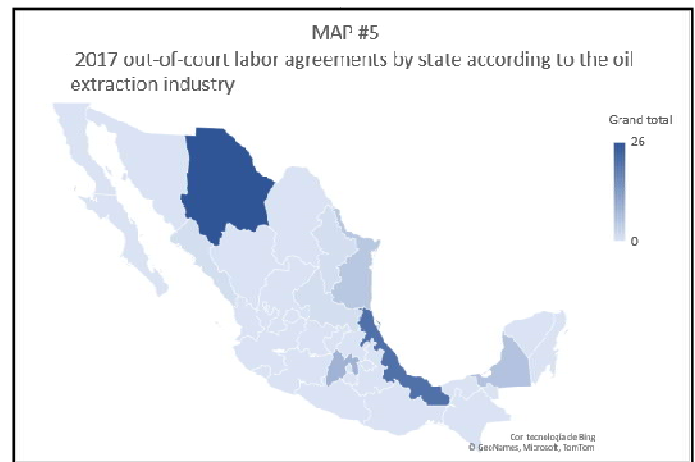 MAP #5
2017 out-of-court labor agreements by state according to the oil
extraction industry
Grand total
26
0
Con tecnología de Bing
© GeoNames, Microsoft, TomTom